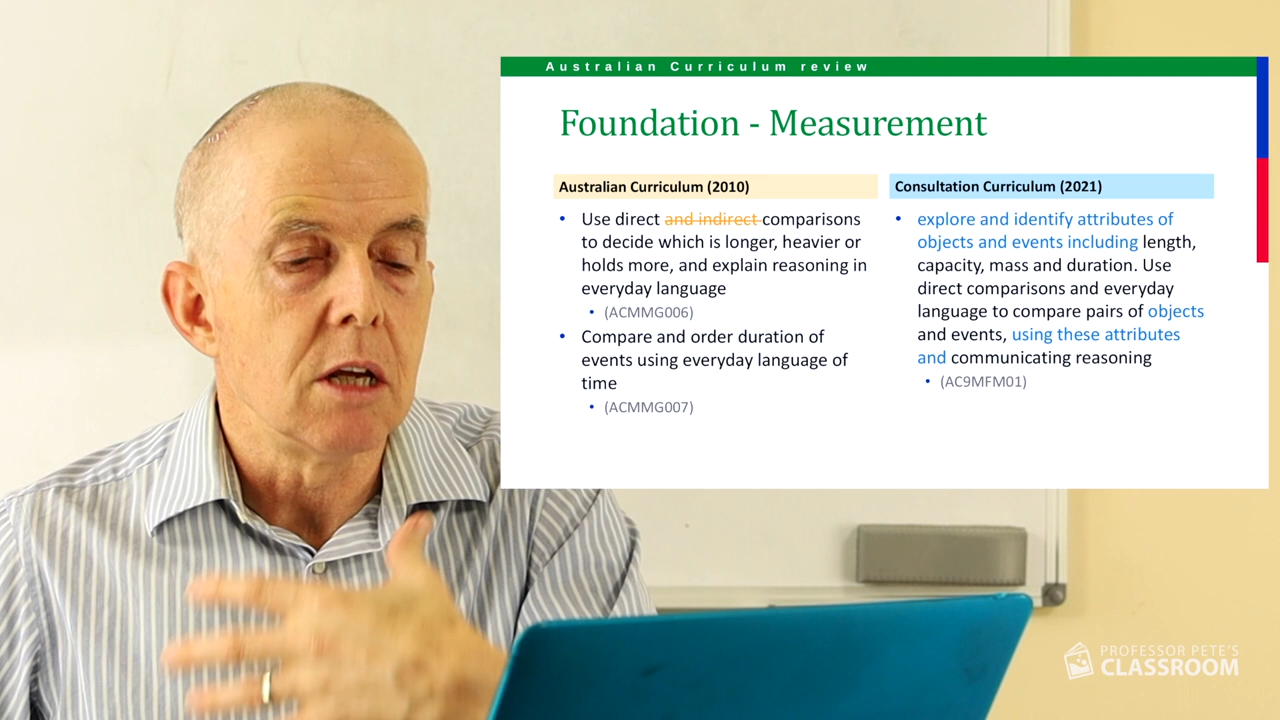 Australian Curriculum review
Foundation - Measurement
Australian Curriculum (2010)
• Use direct and indirect comparisons
to decide which is longer, heavier or
holds more, and explain reasoning in
everyday language
• (ACMMG006)
• Compare and order duration of
events using everyday language of
time
• (ACMMG007)
Consultation Curriculum (2021)
• explore and identify attributes of
objects and events including length,
capacity, mass and duration. Use
direct comparisons and everyday
language to compare pairs of objects
and events, using these attributes
and communicating reasoning
• (AC9MFM01)
PROFESSOR PETE'S
CLASSROOM